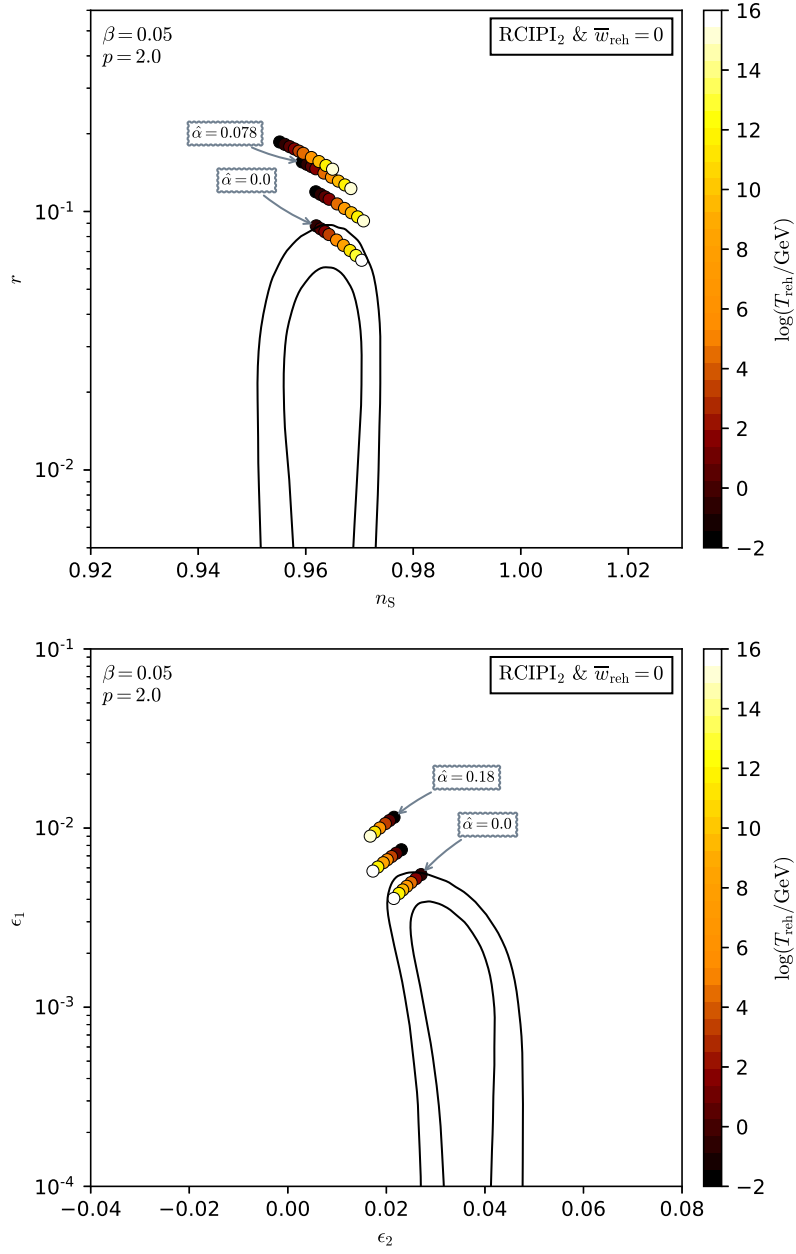 β = 0.05
p = 2.0
RCIPI₂ & w̅_reh = 0
α̂ = 0.078
α̂ = 0.0
r
10⁻¹
10⁻²
0.92 0.94 0.96 0.98 1.00 1.02
n_S
16
14
12
10
8
6
4
2
0
−2
log(T_reh/GeV)
β = 0.05
p = 2.0
RCIPI₂ & w̅_reh = 0
α̂ = 0.18
α̂ = 0.0
ϵ₁
10⁻¹
10⁻²
10⁻³
10⁻⁴
−0.04 −0.02 0.00 0.02 0.04 0.06 0.08
ϵ₂
16
14
12
10
8
6
4
2
0
−2
log(T_reh/GeV)